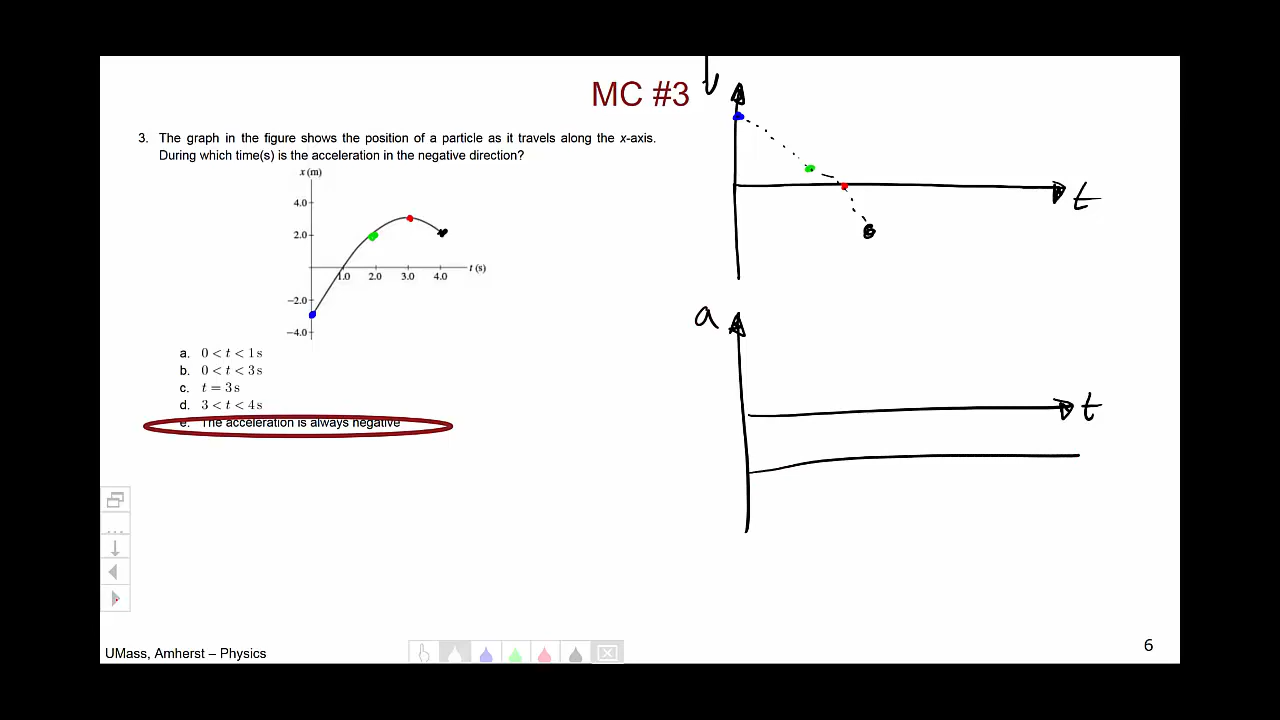 MC #3
3. The graph in the figure shows the position of a particle as it travels along the x-axis.
During which time(s) is the acceleration in the negative direction?
x (m)
4.0
2.0
t (s)
1.0 2.0 3.0 4.0
−2.0
−4.0
a. 0 < t < 1 s
b. 0 < t < 3 s
c. t = 3 s
d. 3 < t < 4 s
e. The acceleration is always negative
t
a
t
UMass, Amherst – Physics
6